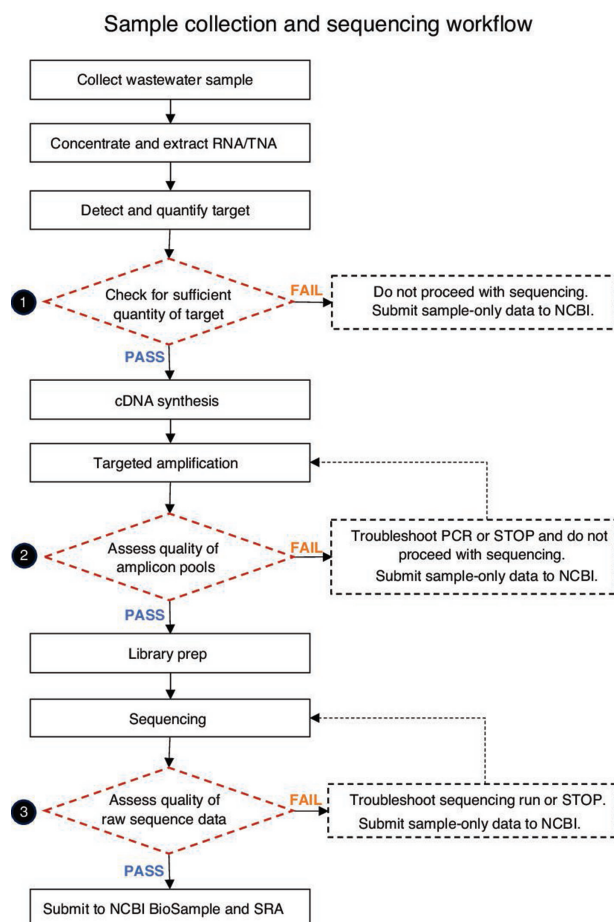 Sample collection and sequencing workflow
Collect wastewater sample
Concentrate and extract RNA/TNA
Detect and quantify target
1
Check for sufficient
quantity of target
FAIL
Do not proceed with sequencing.
Submit sample-only data to NCBI.
PASS
cDNA synthesis
Targeted amplification
2
Assess quality of
amplicon pools
FAIL
Troubleshoot PCR or STOP and do not
proceed with sequencing.
Submit sample-only data to NCBI.
PASS
Library prep
Sequencing
3
Assess quality of
raw sequence data
FAIL
Troubleshoot sequencing run or STOP.
Submit sample-only data to NCBI.
PASS
Submit to NCBI BioSample and SRA